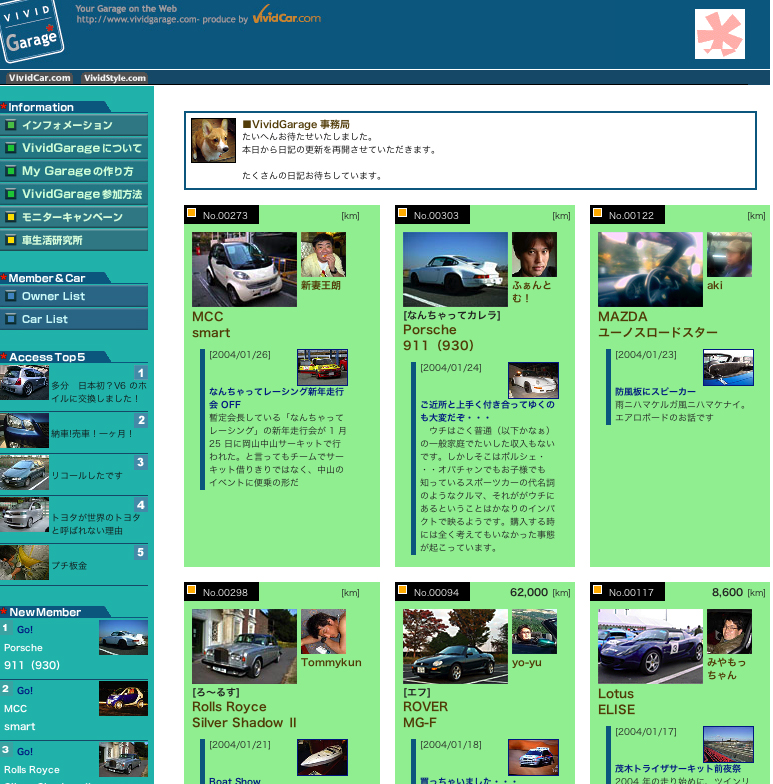 VIVID
Garage
Your Garage on the Web
http://www.vividgarage.com- produce by VividCar.com
VividCar.com VividStyle.com
Information
インフォメーション
VividGarageについて
My Garageの作り方
VividGarage参加方法
モニターキャンペーン
車生活研究所
Member&Car
Owner List
Car List
AccessTop5
1
多分 日本初？V6 のホ
イルに交換しました！
2
納車!売車！一ヶ月！
3
リコールしたです
4
トヨタが世界のトヨタ
と呼ばれない理由
5
プチ板金
NewMember
1 Go!
Porsche
911（930）
2 Go!
MCC
smart
3 Go!
Rolls Royce
■VividGarage 事務局
たいへんお待たせいたしました。
本日から日記の更新を再開させていただきます。
たくさんの日記お待ちしています。
No.00273 [km]
新妻王朗
MCC
smart
[2004/01/26]
なんちゃってレーシング新年走行
会 OFF
暫定会長している「なんちゃって
レーシング」の新年走行会が 1 月
25 日に岡山中山サーキットで行
われた。と言ってもチームでサー
キット借りきりではなく、中山の
イベントに便乗の形だ
No.00303 [km]
ふぁんと
む！
[なんちゃってカレラ]
Porsche
911（930）
[2004/01/24]
ご近所と上手く付き合ってゆくの
も大変だぞ・・・
ウチはごく普通（以下かなぁ）
の一般家庭でたいした収入もない
です。しかしそこはポルシェ・
・・オバチャンでもお子様でも
知っているスポーツカーの代名詞
のようなクルマ、それががウチに
あるということはかなりのインパ
クトで映るようです。購入する時
には全く考えてもいなかった事態
が起こっています。
No.00122 [km]
aki
MAZDA
ユーノスロードスター
[2004/01/23]
防風板にスピーカー
雨ニハマケルガ風ニハマケナイ。
エアロボードのお話です
No.00298 [km]
Tommykun
[ろ〜るす]
Rolls Royce
Silver Shadow II
[2004/01/21]
Boat Show
No.00094 62,000 [km]
yo-yu
[エフ]
ROVER
MG-F
[2004/01/18]
買っちゃいました・・・
No.00117 8,600 [km]
みやもっ
ちゃん
Lotus
ELISE
[2004/01/17]
茂木トライザサーキット前夜祭
2004 年の走り始めに、ツインリ